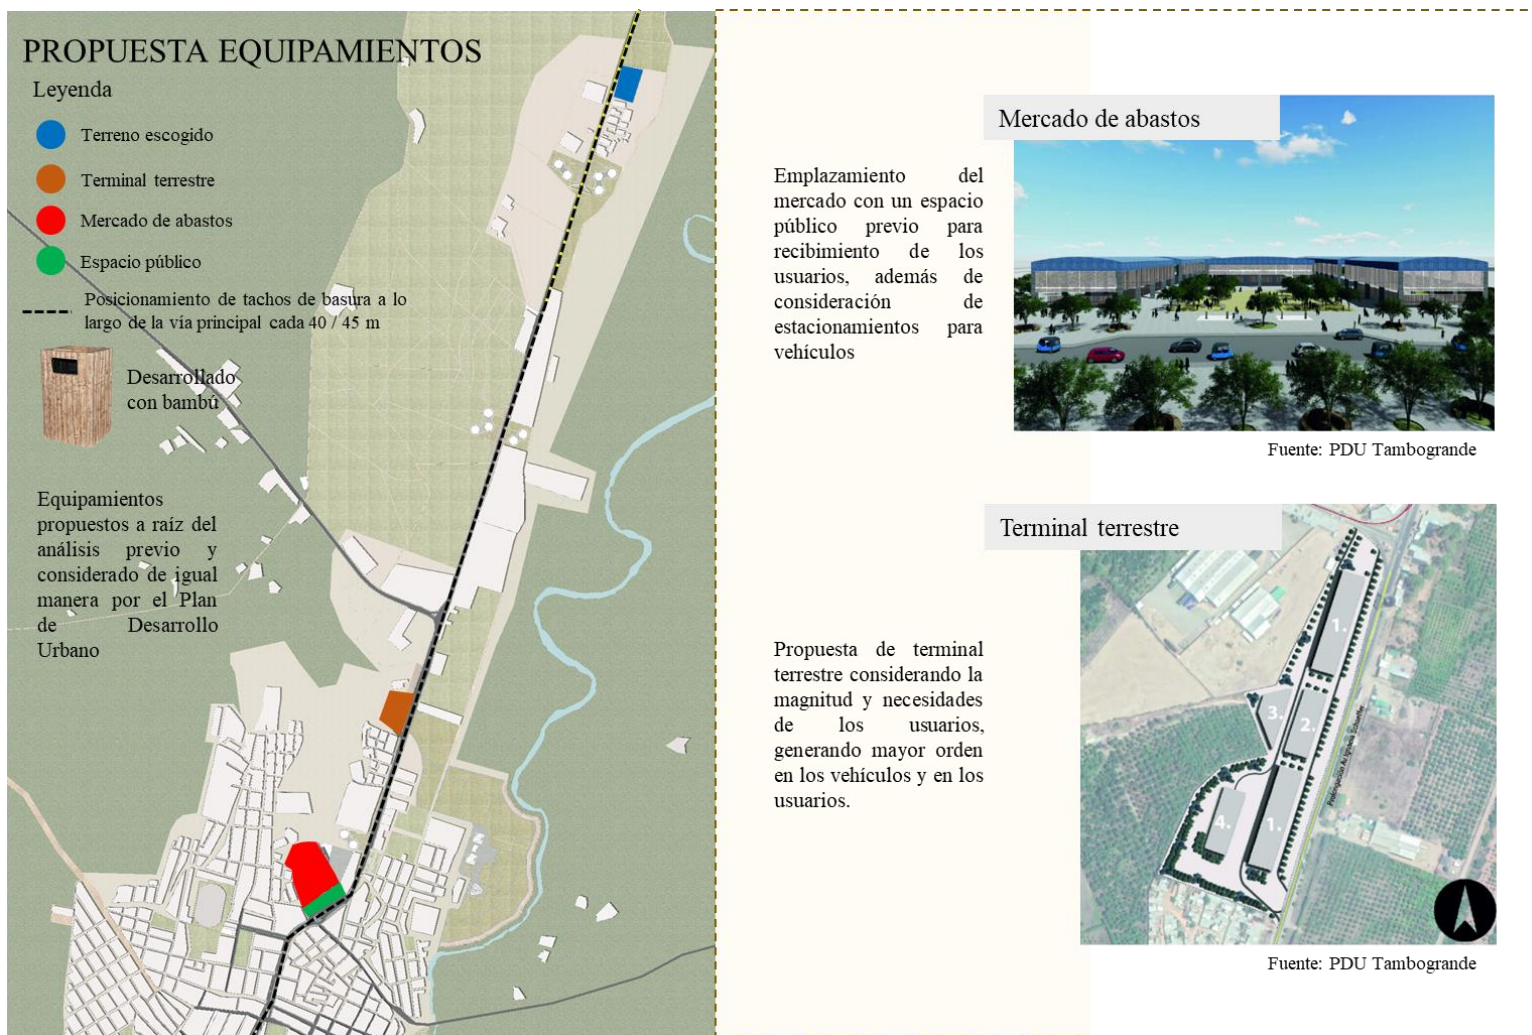 PROPUESTA EQUIPAMIENTOS
Leyenda
Terreno escogido
Terminal terrestre
Mercado de abastos
Espacio público
Posicionamiento de tachos de basura a lo
largo de la vía principal cada 40 / 45 m
Desarrollado
con bambú
Equipamientos
propuestos a raíz del
análisis previo y
considerado de igual
manera por el Plan
de Desarrollo
Urbano
Mercado de abastos
Emplazamiento del
mercado con un espacio
público previo para
recibimiento de los
usuarios, además de
consideración de
estacionamientos para
vehículos
Fuente: PDU Tambogrande
Terminal terrestre
Propuesta de terminal
terrestre considerando la
magnitud y necesidades
de los usuarios,
generando mayor orden
en los vehículos y en los
usuarios.
1.
3.
2.
4.
1.
Prolongación Av. Ignacio Schaeffer
Fuente: PDU Tambogrande